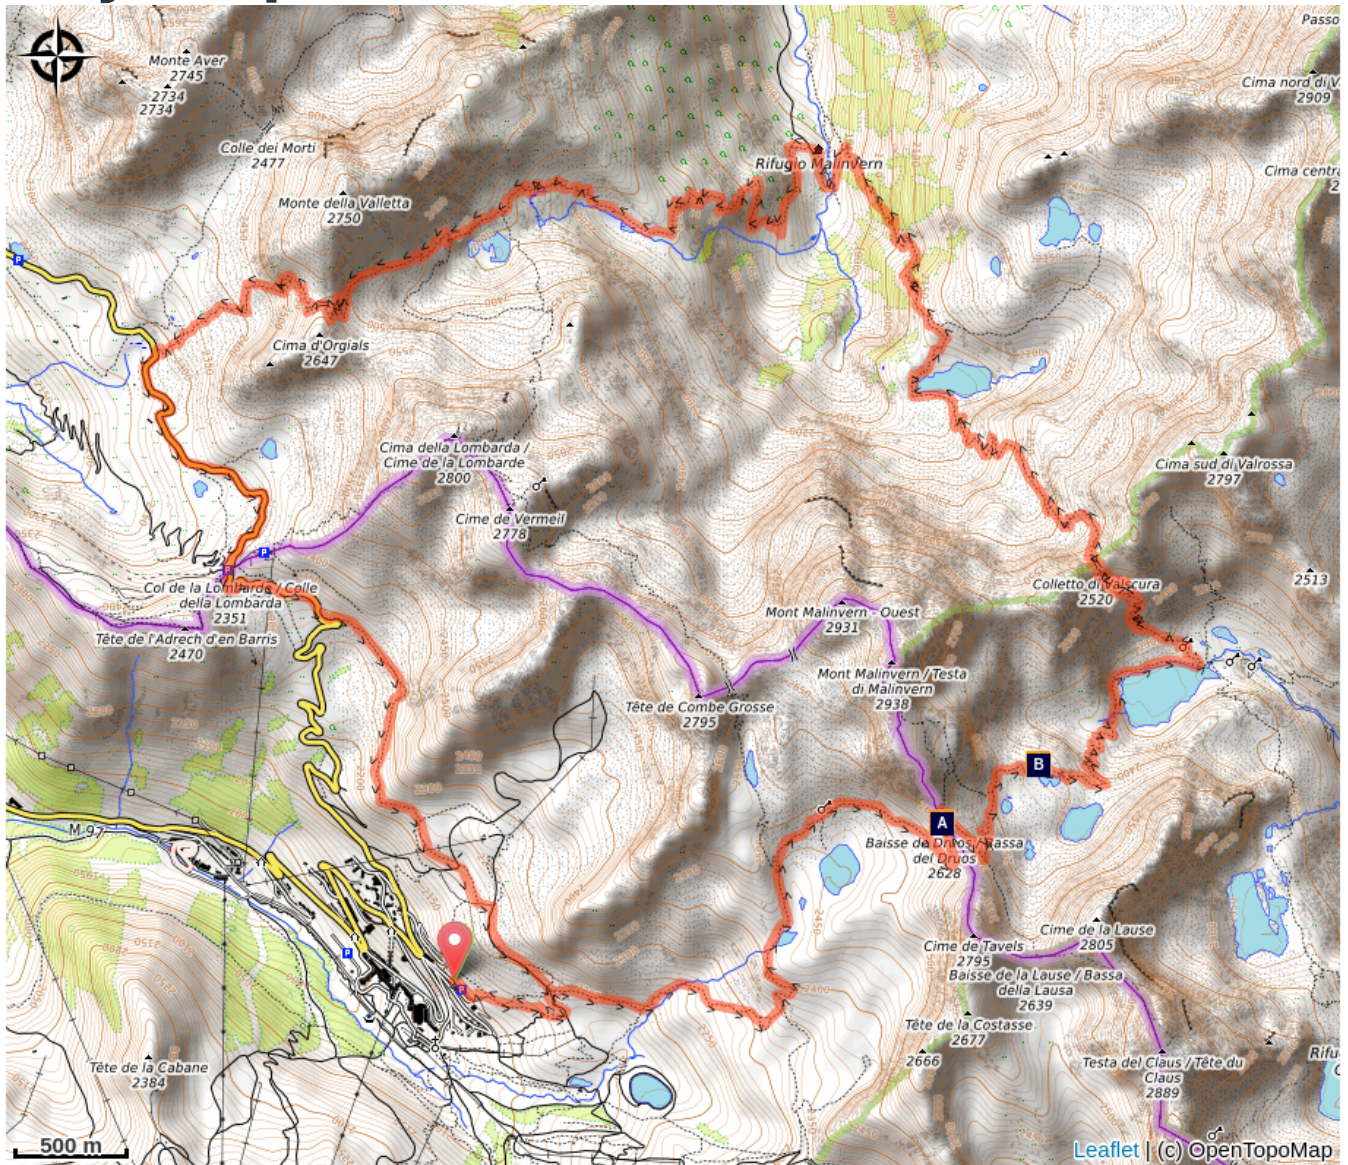 Passo
Monte Aver
2745
2734
2734
Cima nord di V
2909
Colle dei Morti
2477
Rifugio Malinvern
Cima centra
2
Monte della Valletta
2750
P
Cima d'Orgials
2647
Cima della Lombarda /
Cime de la Lombarde
2800
Cima sud di Valrossa
2797
Cime de Vermeil
2778
P
P
Col de la Lombarde / Colle
della Lombarda
2351
Colletto di Valscura
2520
2513
Mont Malinvern - Ouest
2931
Tête de l'Adrech d'en Barris
2470
Mont Malinvern / Testa
di Malinvern
2938
Tête de Combe Grosse
2795
B
A
M 97
Baisse de Druos / Bassa
del Druos
2628
Cime de la Lause
2805
Cime de Tavels
2795
P
Baisse de la Lause / Bassa
della Lausa
2639
P
2400
Tête de la Costasse
2677
2666
Tête de la Cabane
2384
Testa del Claus / Tête du
Claus
2889
Rifu
500 m
Leaflet | (c) OpenTopoMap